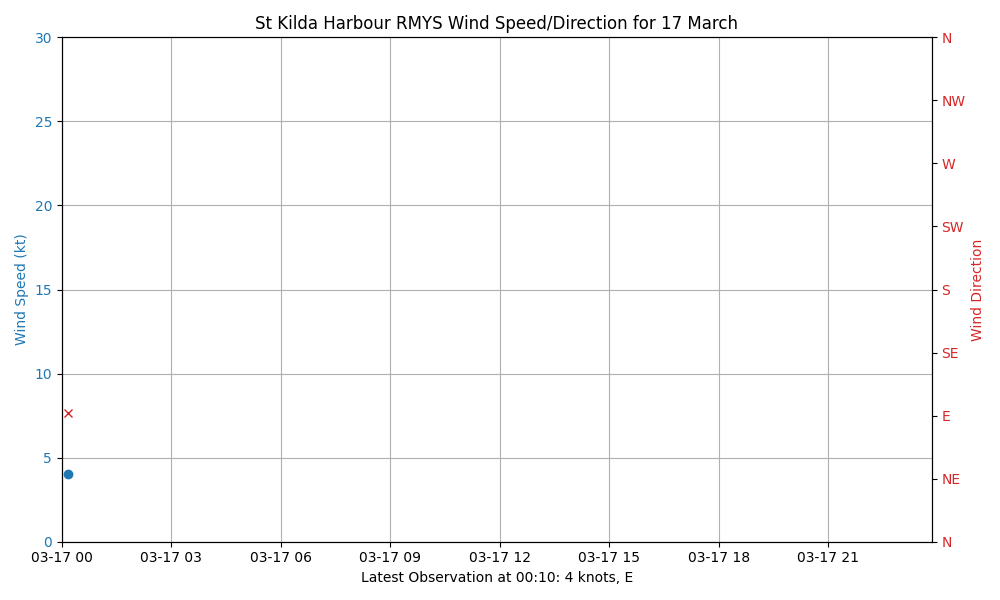 St Kilda Harbour RMYS Wind Speed/Direction for 17 March
30
25
20
15
10
5
0
Wind Speed (kt)
N
NW
W
SW
S
SE
E
NE
N
Wind Direction
03-17 00
03-17 03
03-17 06
03-17 09
03-17 12
03-17 15
03-17 18
03-17 21
Latest Observation at 00:10: 4 knots, E